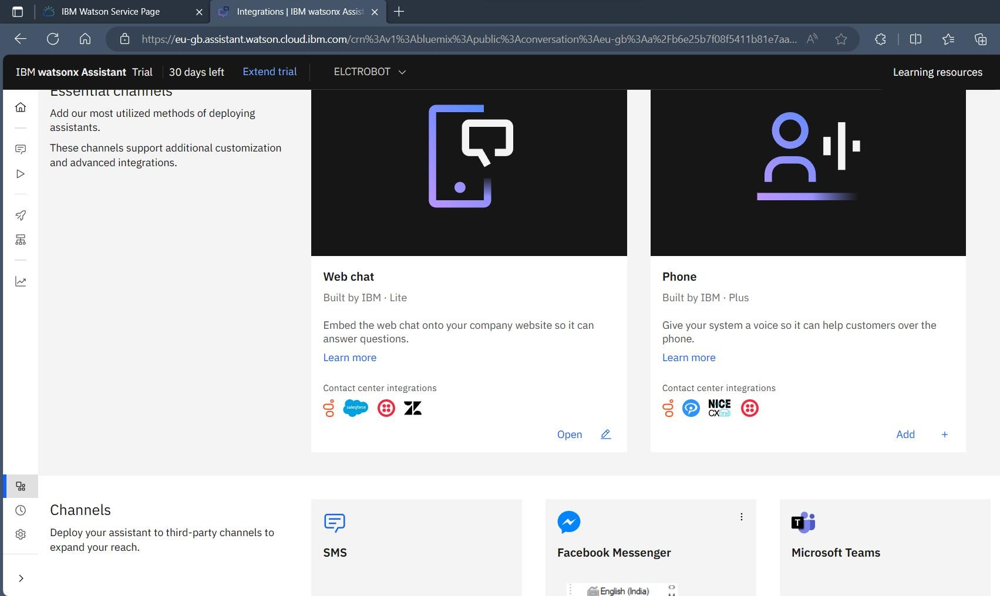 IBM Watson Service Page
Integrations | IBM watsonx Assist
https://eu-gb.assistant.watson.cloud.ibm.com/crn%3Av1%3Abluemix%3Apublic%3Aconversation%3Aeu-gb%3Aa%2Fb6e25b7f08f5411b81e7aa...
IBM watsonx Assistant Trial
30 days left
Extend trial
ELCTROBOT
Learning resources
Essential channels
Add our most utilized methods of deploying
assistants.
These channels support additional customization
and advanced integrations.
Web chat
Built by IBM · Lite
Embed the web chat onto your company website so it can
answer questions.
Learn more
Contact center integrations
salesforce
Open
Phone
Built by IBM · Plus
Give your system a voice so it can help customers over the
phone.
Learn more
Contact center integrations
NICE
CXone
Add +
Channels
Deploy your assistant to third-party channels to
expand your reach.
SMS
Facebook Messenger
T
Microsoft Teams
English (India)